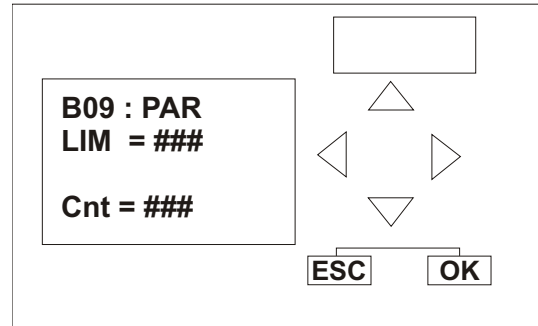 B09 : PAR
LIM = ###
Cnt = ###
ESC OK